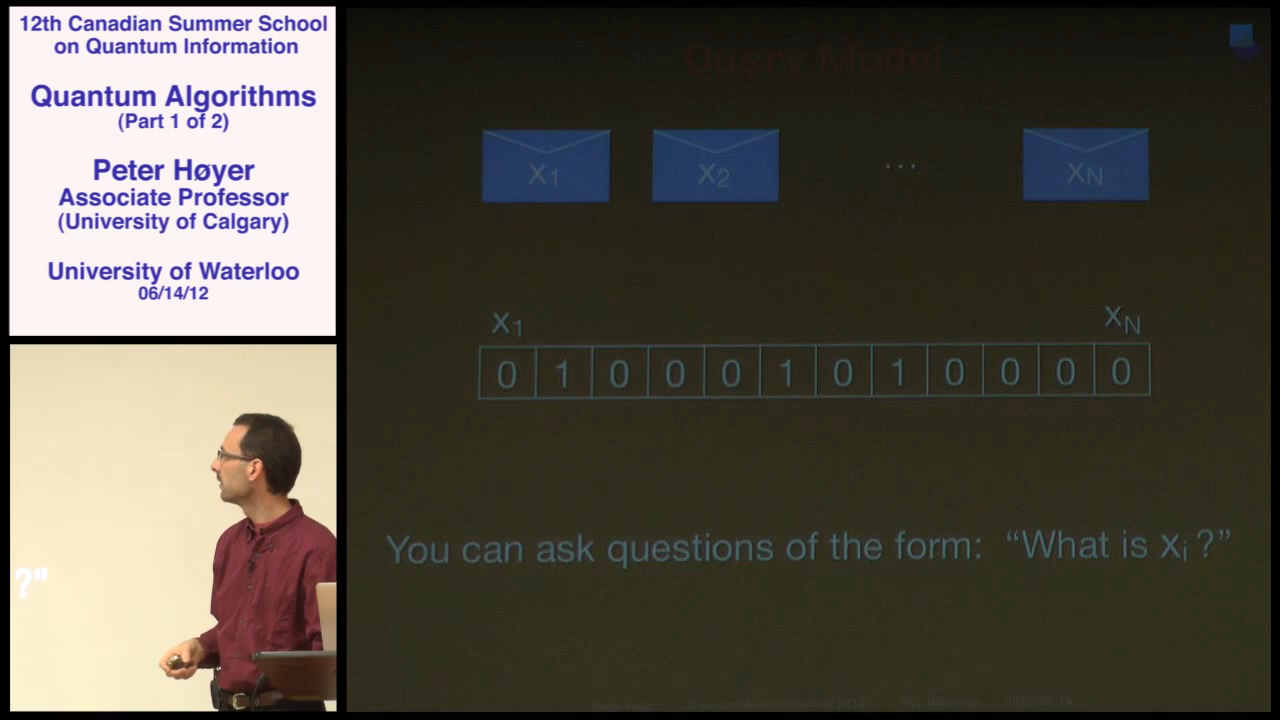 12th Canadian Summer School
on Quantum Information
Quantum Algorithms
(Part 1 of 2)
Peter Høyer
Associate Professor
(University of Calgary)
University of Waterloo
06/14/12
?”
Query Model
x1 x2 ... xN
x1 xN
0 1 0 0 0 1 0 1 0 0 0 0
You can ask questions of the form: “What is xi ?”